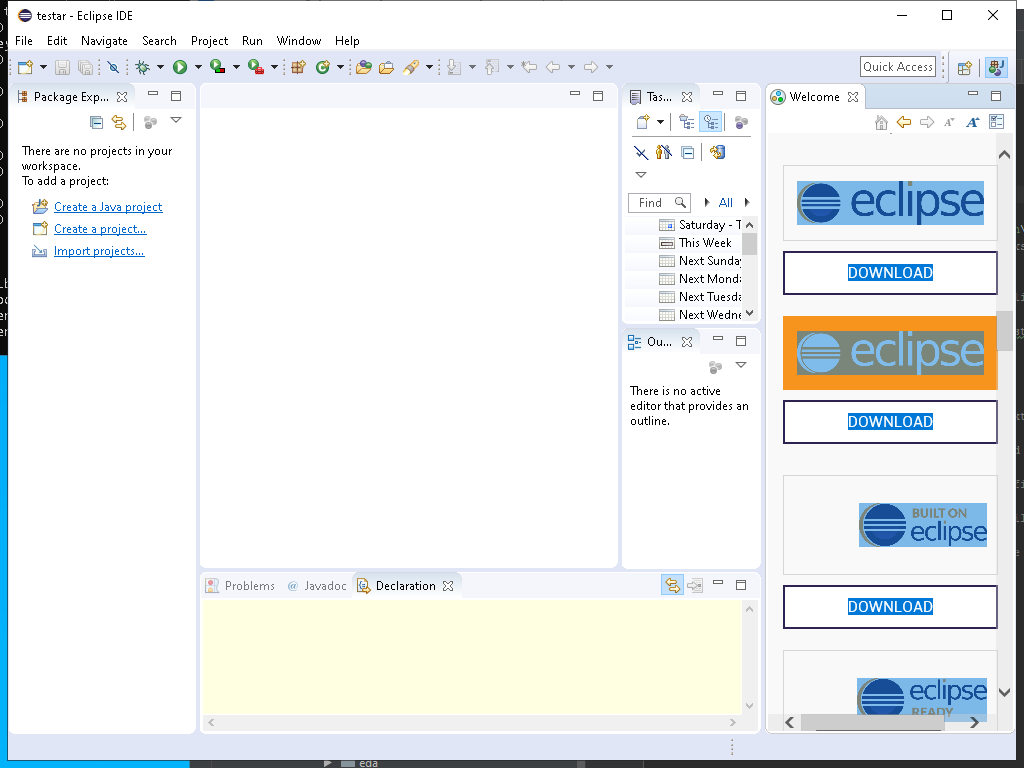 testar - Eclipse IDE
File Edit Navigate Search Project Run Window Help
Quick Access
Package Exp...
There are no projects in your
workspace.
To add a project:
Create a Java project
Create a project...
Import projects...
Tas...
Find
All
Saturday - T
This Week
Next Sunday
Next Monda
Next Tuesda
Next Wedne
Ou...
There is no active
editor that provides an
outline.
Problems @ Javadoc Declaration
Welcome
eclipse
DOWNLOAD
eclipse
DOWNLOAD
BUILT ON
eclipse
DOWNLOAD
eclipse
READY
eda